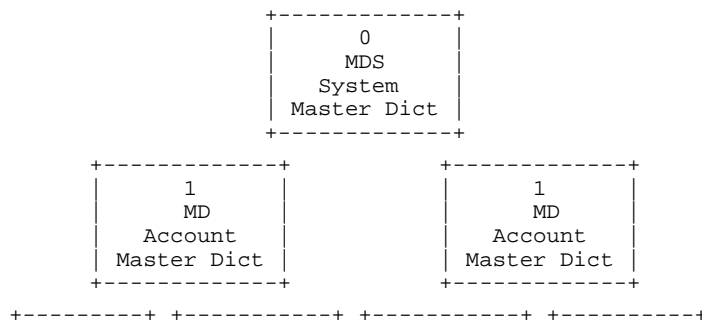 +-------------+
| 0 |
| MDS |
| System |
| Master Dict |
+-------------+
+-------------+ +-------------+
| 1 | | 1 |
| MD | | MD |
| Account | | Account |
| Master Dict | | Master Dict |
+-------------+ +-------------+
+---------+ +-----------+ +-----------+ +----------+